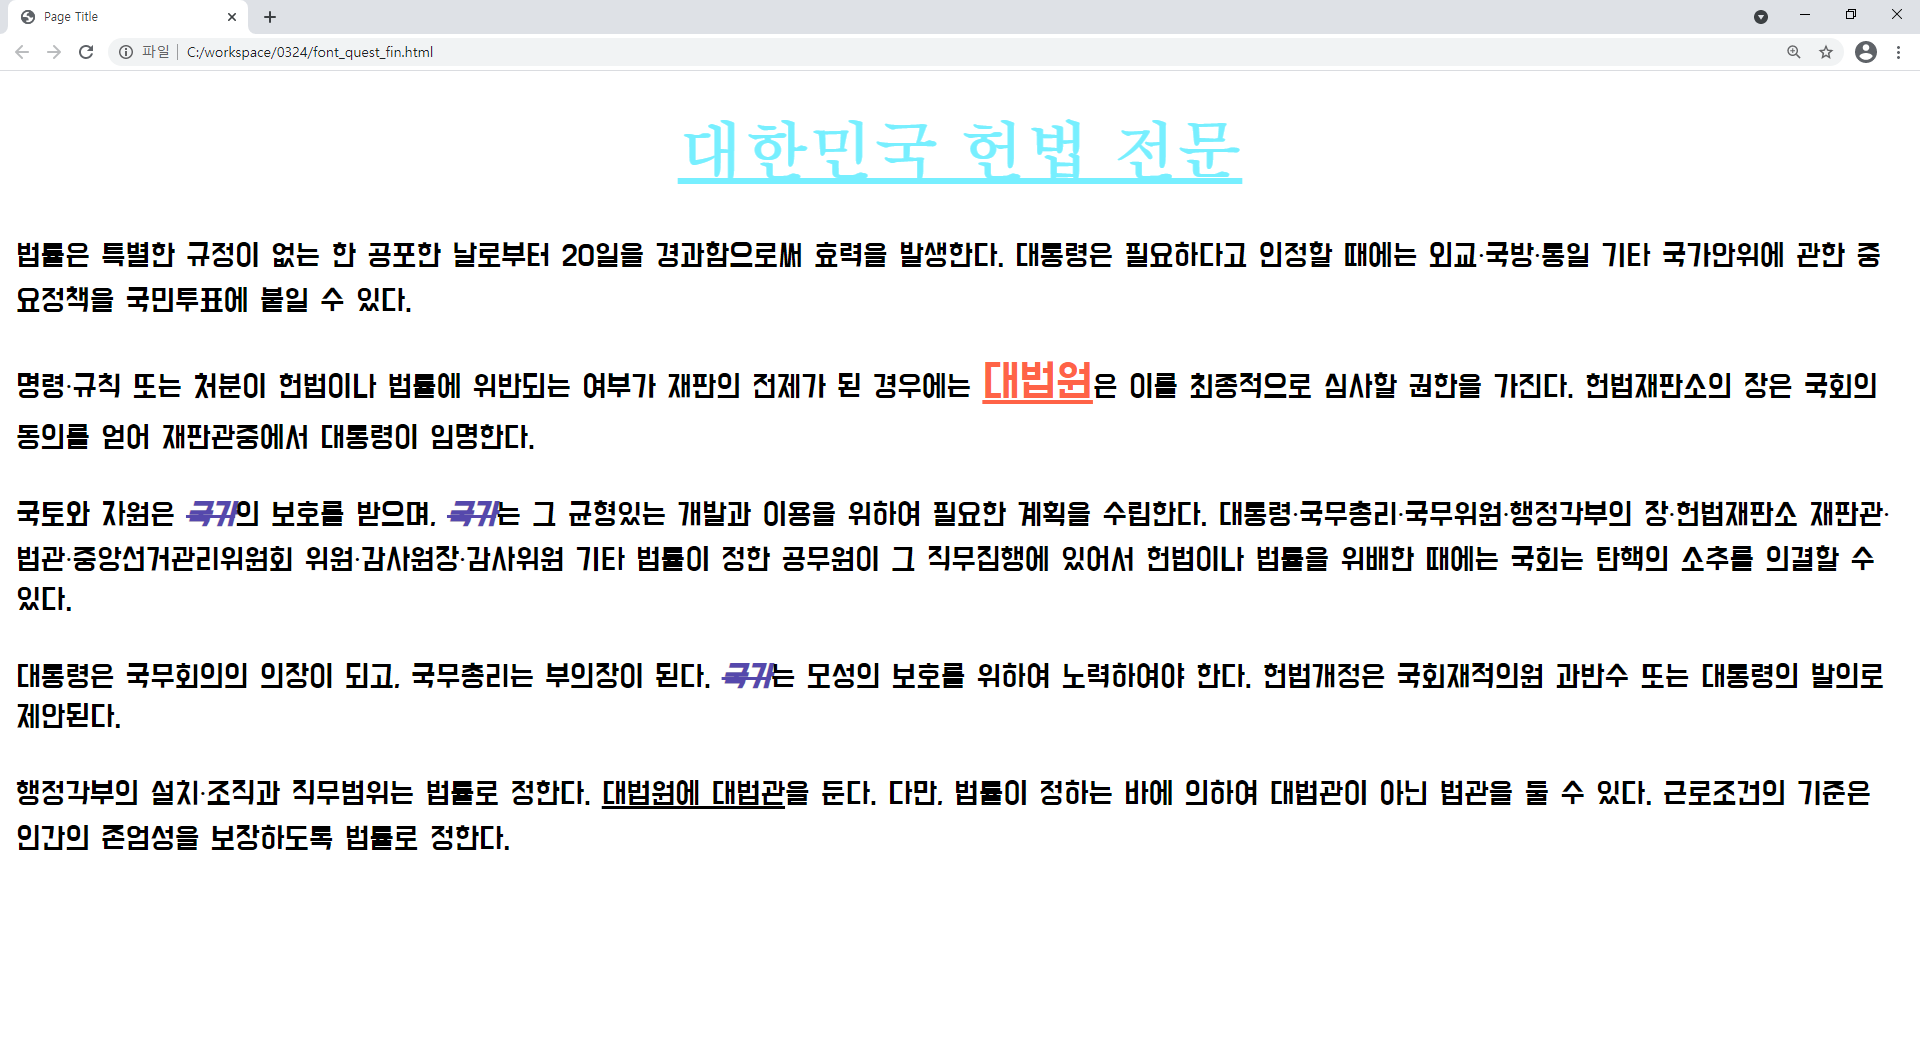 Page Title
파일 C:/workspace/0324/font_quest_fin.html
대한민국 헌법 전문
법률은 특별한 규정이 없는 한 공포한 날로부터 20일을 경과함으로써 효력을 발생한다. 대통령은 필요하다고 인정할 때에는 외교·국방·통일 기타 국가안위에 관한 중
요정책을 국민투표에 붙일 수 있다.
명령·규칙 또는 처분이 헌법이나 법률에 위반되는 여부가 재판의 전제가 된 경우에는 대법원은 이를 최종적으로 심사할 권한을 가진다. 헌법재판소의 장은 국회의
동의를 얻어 재판관중에서 대통령이 임명한다.
국토와 자원은 국가의 보호를 받으며, 국가는 그 균형있는 개발과 이용을 위하여 필요한 계획을 수립한다. 대통령·국무총리·국무위원·행정각부의 장·헌법재판소 재판관·
법관·중앙선거관리위원회 위원·감사원장·감사위원 기타 법률이 정한 공무원이 그 직무집행에 있어서 헌법이나 법률을 위배한 때에는 국회는 탄핵의 소추를 의결할 수
있다.
대통령은 국무회의의 의장이 되고, 국무총리는 부의장이 된다. 국가는 모성의 보호를 위하여 노력하여야 한다. 헌법개정은 국회재적의원 과반수 또는 대통령의 발의로
제안된다.
행정각부의 설치·조직과 직무범위는 법률로 정한다. 대법원에 대법관을 둔다. 다만, 법률이 정하는 바에 의하여 대법관이 아닌 법관을 둘 수 있다. 근로조건의 기준은
인간의 존엄성을 보장하도록 법률로 정한다.